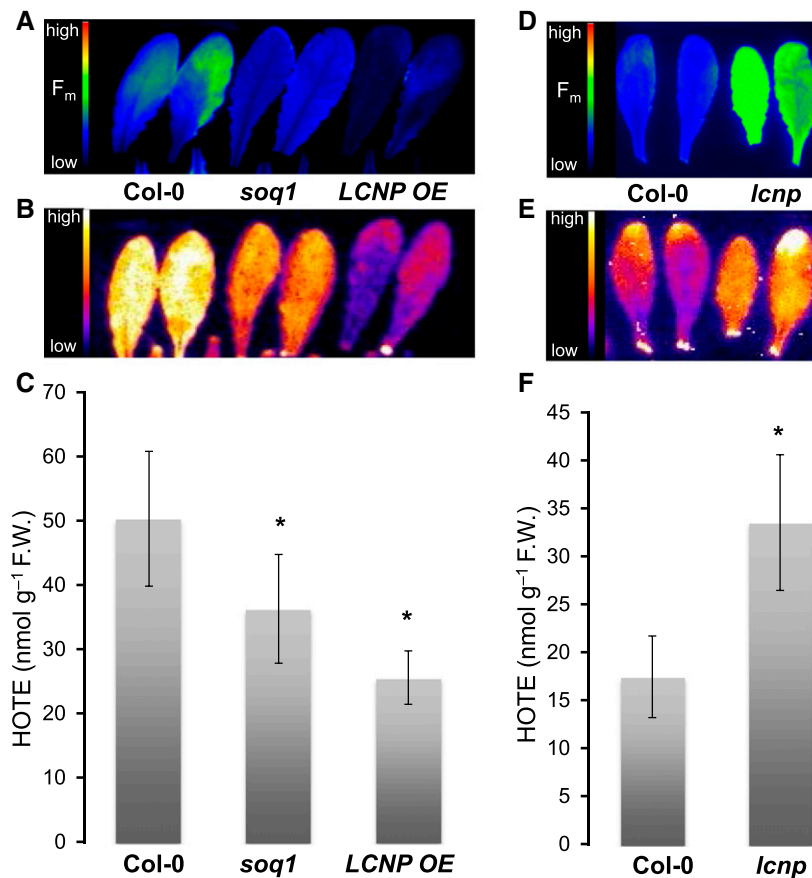 A
high
Fm
low
Col-0 soq1 LCNP OE
B
high
low
C
HOTE (nmol g⁻¹ F.W.)
70
60
50
40
30
20
10
0
*
*
Col-0 soq1 LCNP OE
D
high
Fm
low
Col-0 lcnp
E
high
low
F
HOTE (nmol g⁻¹ F.W.)
45
40
35
30
25
20
15
10
5
0
*
Col-0 lcnp